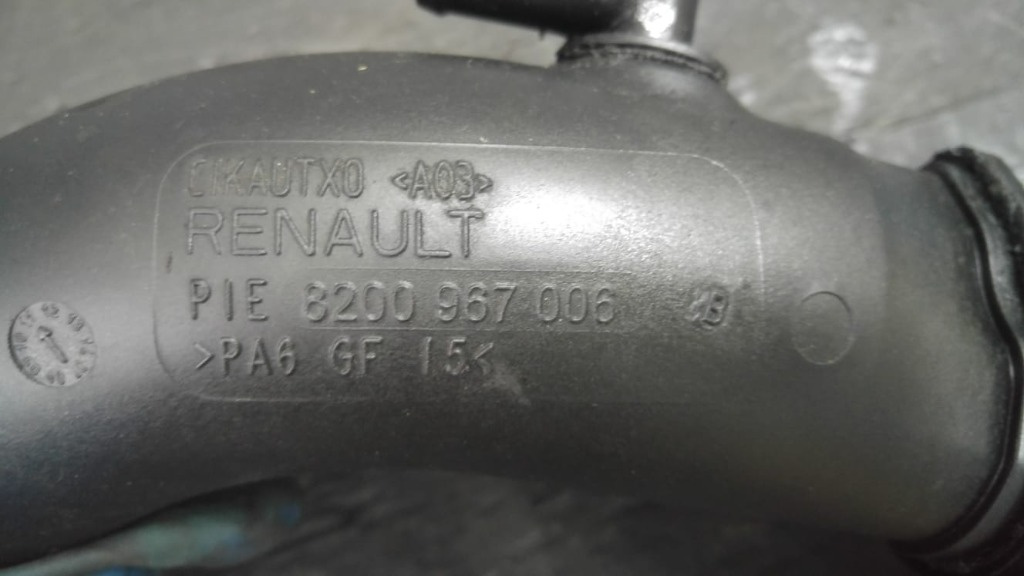 CIKAUTXO <A03>
RENAULT
PIE 8200 967 006 B
>PA6 GF 15<